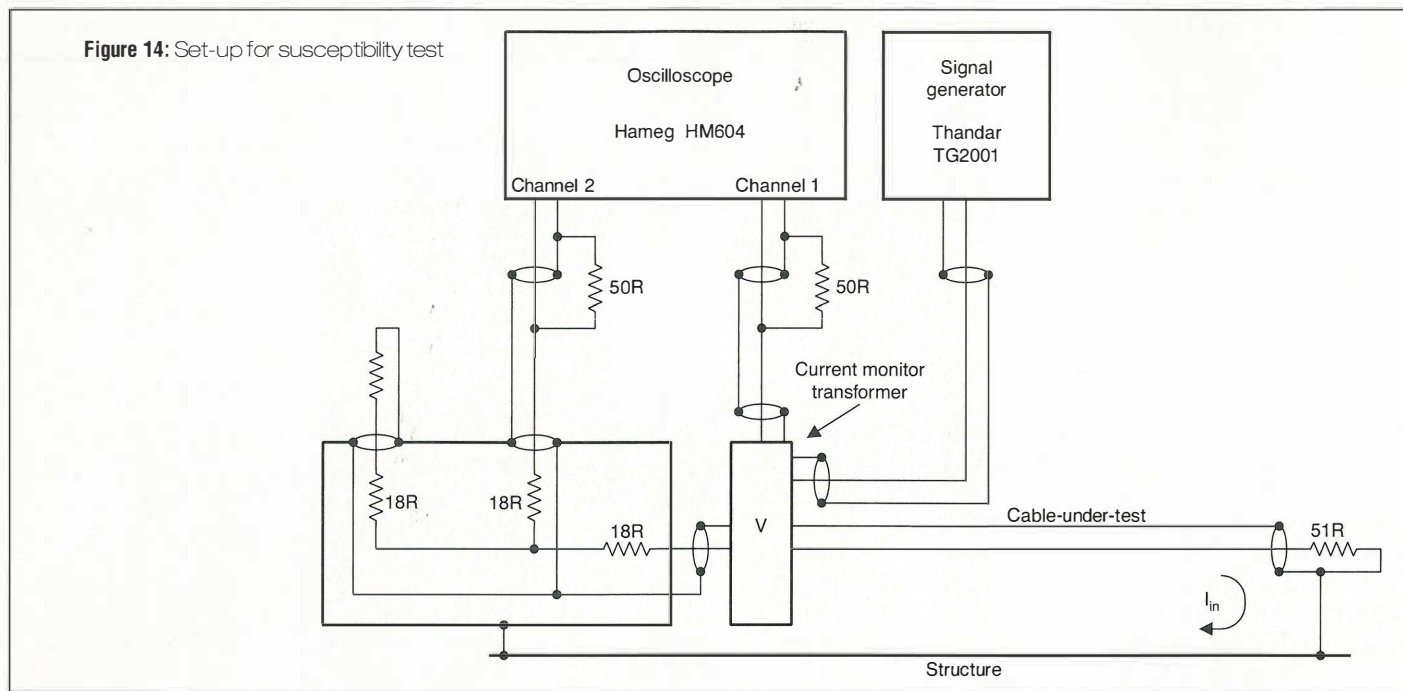 Figure 14: Set-up for susceptibility test
Oscilloscope
Hameg HM604
Channel 2
Channel 1
Signal
generator
Thandar
TG2001
50R
50R
Current monitor
transformer
18R
18R
18R
V
Cable-under-test
51R
Iin
Structure